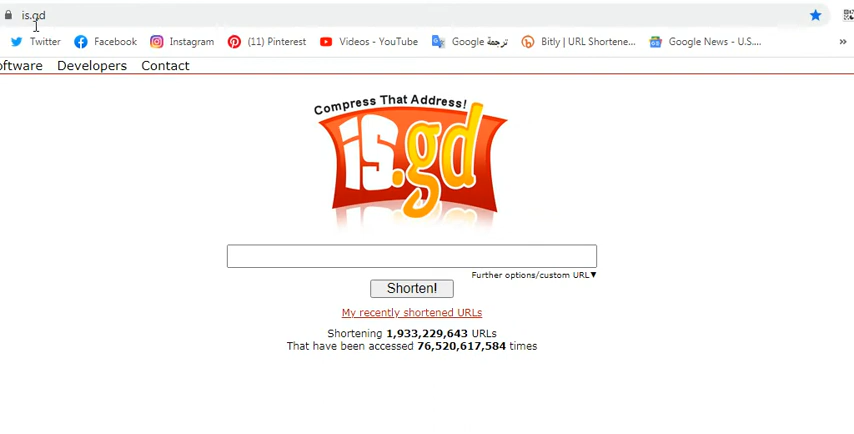 is.gd
Twitter Facebook Instagram (11) Pinterest Videos - YouTube Google ترجمة Bitly | URL Shortene... Google News - U.S....
oftware Developers Contact
Compress That Address!
is.gd
Further options/custom URL▼
Shorten!
My recently shortened URLs
Shortening 1,933,229,643 URLs
That have been accessed 76,520,617,584 times